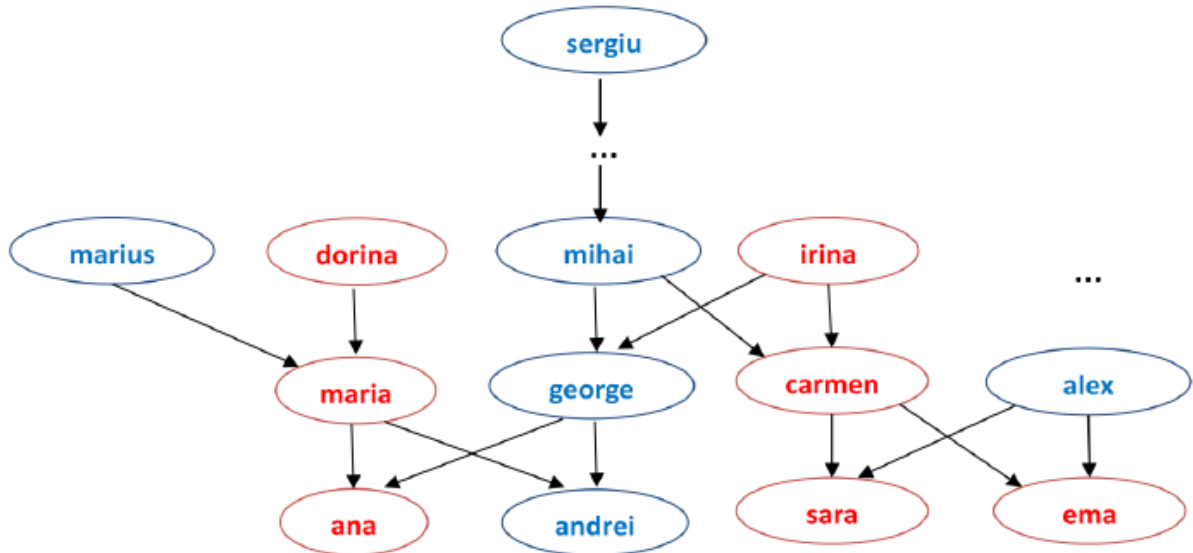 sergiu
...
marius
dorina
mihai
irina
...
maria
george
carmen
alex
ana
andrei
sara
ema